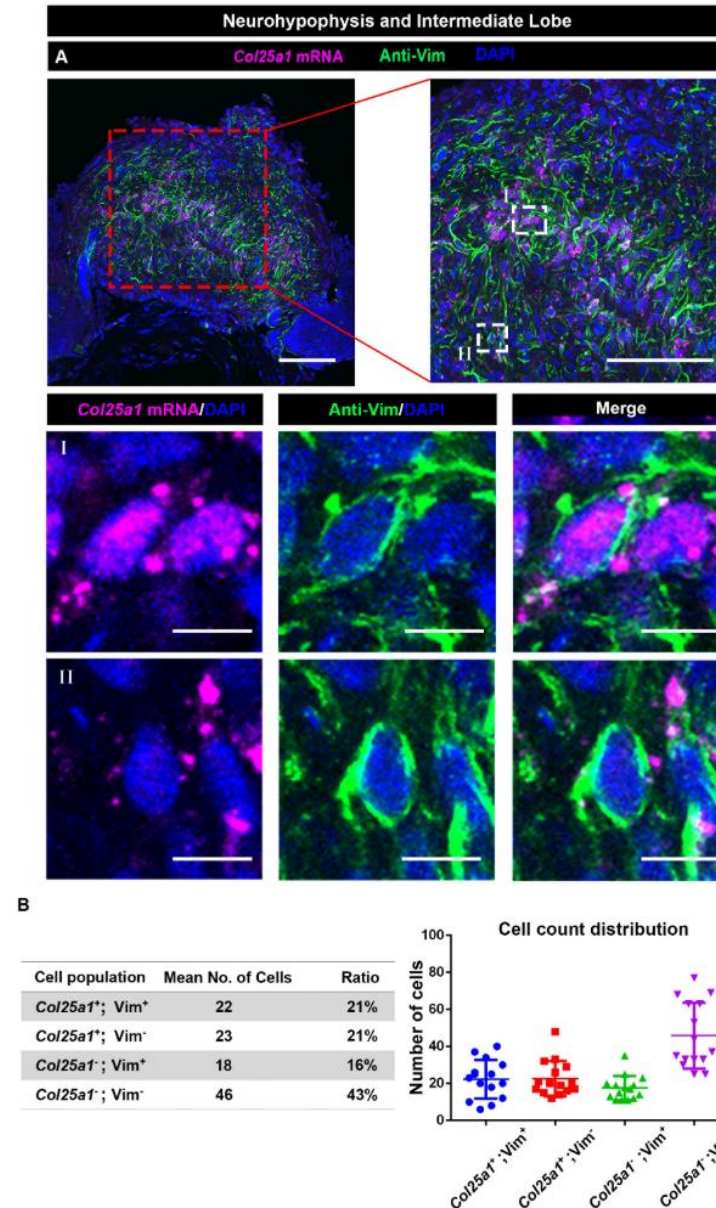 Neurohypophysis and Intermediate Lobe
A Col25a1 mRNA Anti-Vim DAPI
I
II
Col25a1 mRNA/DAPI Anti-Vim/DAPI Merge
I
II
B
Cell count distribution
Cell population Mean No. of Cells Ratio
Col25a1⁺; Vim⁺ 22 21%
Col25a1⁺; Vim⁻ 23 21%
Col25a1⁻; Vim⁺ 18 16%
Col25a1⁻; Vim⁻ 46 43%
Number of cells
100
80
60
40
20
0
Col25a1⁺;Vim⁺
Col25a1⁺;Vim⁻
Col25a1⁻;Vim⁺
Col25a1⁻;V